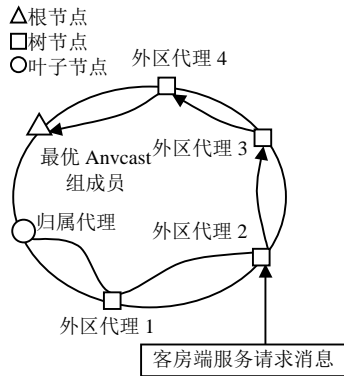 根节点
树节点
叶子节点
外区代理 4
外区代理 3
最优 Anvcast
组成员
归属代理
外区代理 2
外区代理 1
客房端服务请求消息